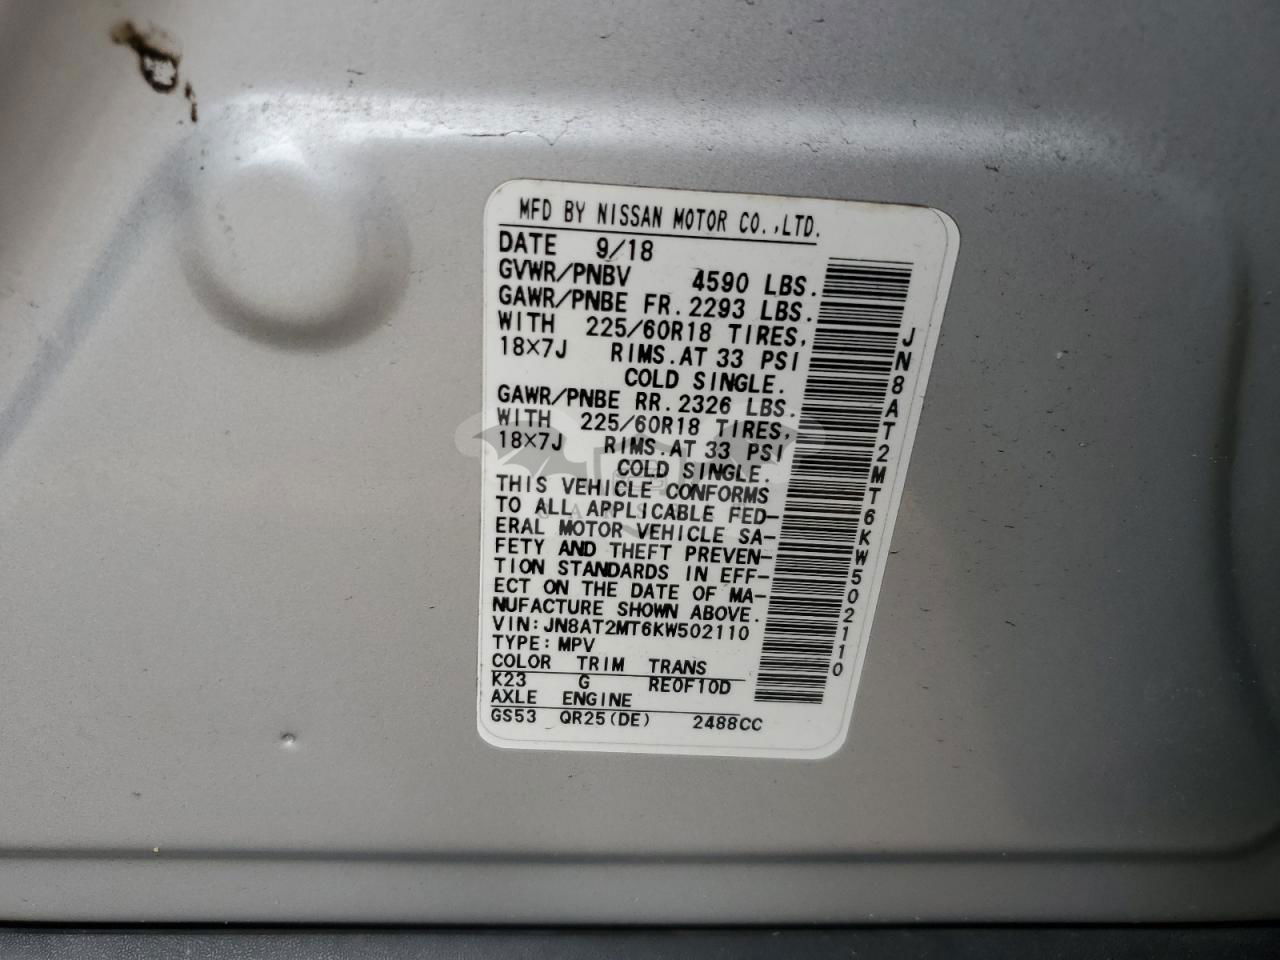 MFD BY NISSAN MOTOR CO.,LTD.
DATE 9/18
GVWR/PNBV 4590 LBS.
GAWR/PNBE FR. 2293 LBS.
WITH 225/60R18 TIRES,
18×7J RIMS. AT 33 PSI
COLD SINGLE.
GAWR/PNBE RR. 2326 LBS.
WITH 225/60R18 TIRES,
18×7J RIMS. AT 33 PSI
COLD SINGLE.
THIS VEHICLE CONFORMS
TO ALL APPLICABLE FED-
ERAL MOTOR VEHICLE SA-
FETY AND THEFT PREVEN-
TION STANDARDS IN EFF-
ECT ON THE DATE OF MA-
NUFACTURE SHOWN ABOVE.
VIN: JN8AT2MT6KW502110
TYPE: MPV
COLOR TRIM TRANS
K23 G RE0F10D
AXLE ENGINE
GS53 QR25(DE) 2488CC
JN8AT2MT6KW502110